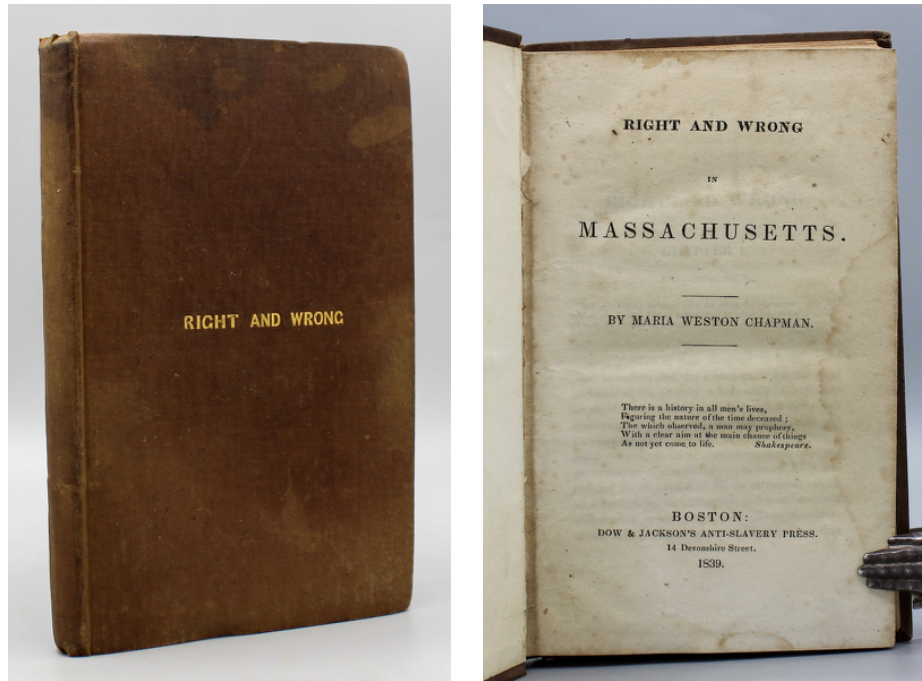 RIGHT AND WRONG
RIGHT AND WRONG
IN
MASSACHUSETTS.
BY MARIA WESTON CHAPMAN.
There is a history in all men's lives,
Figuring the nature of the time deceased ;
The which observed, a man may prophesy,
With a clear aim at the main chance of things
As not yet come to life. Shakespeare.
BOSTON:
DOW & JACKSON'S ANTI-SLAVERY PRESS.
14 Devonshire Street.
1839.